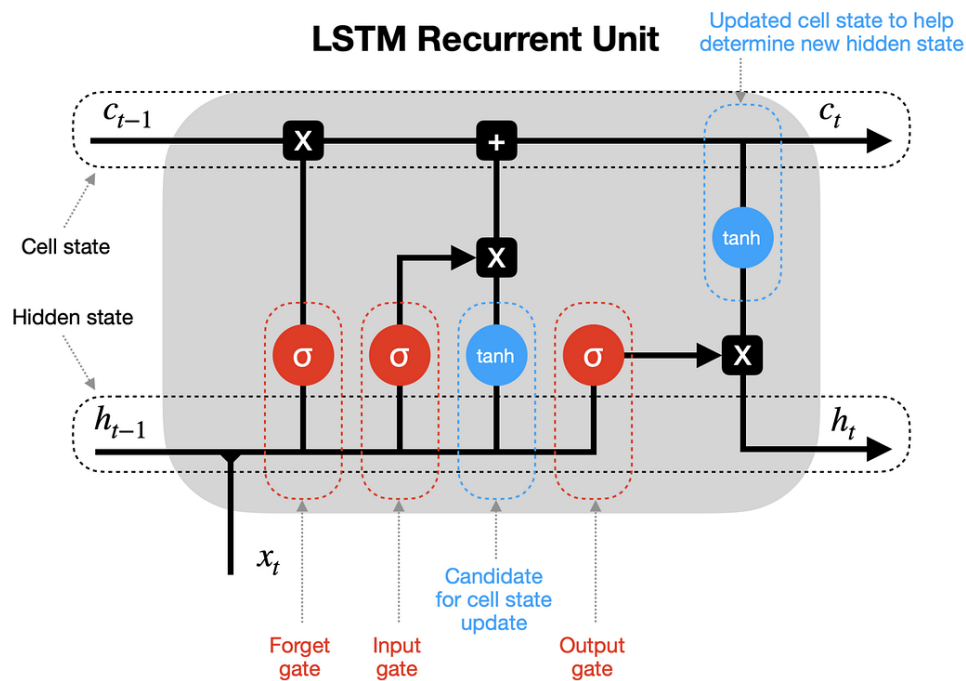 Updated cell state to help
determine new hidden state
LSTM Recurrent Unit
c_{t-1}
c_t
X
+
Cell state
tanh
X
Hidden state
σ
σ
tanh
σ
X
h_{t-1}
h_t
x_t
Candidate
for cell state
update
Forget
gate
Input
gate
Output
gate